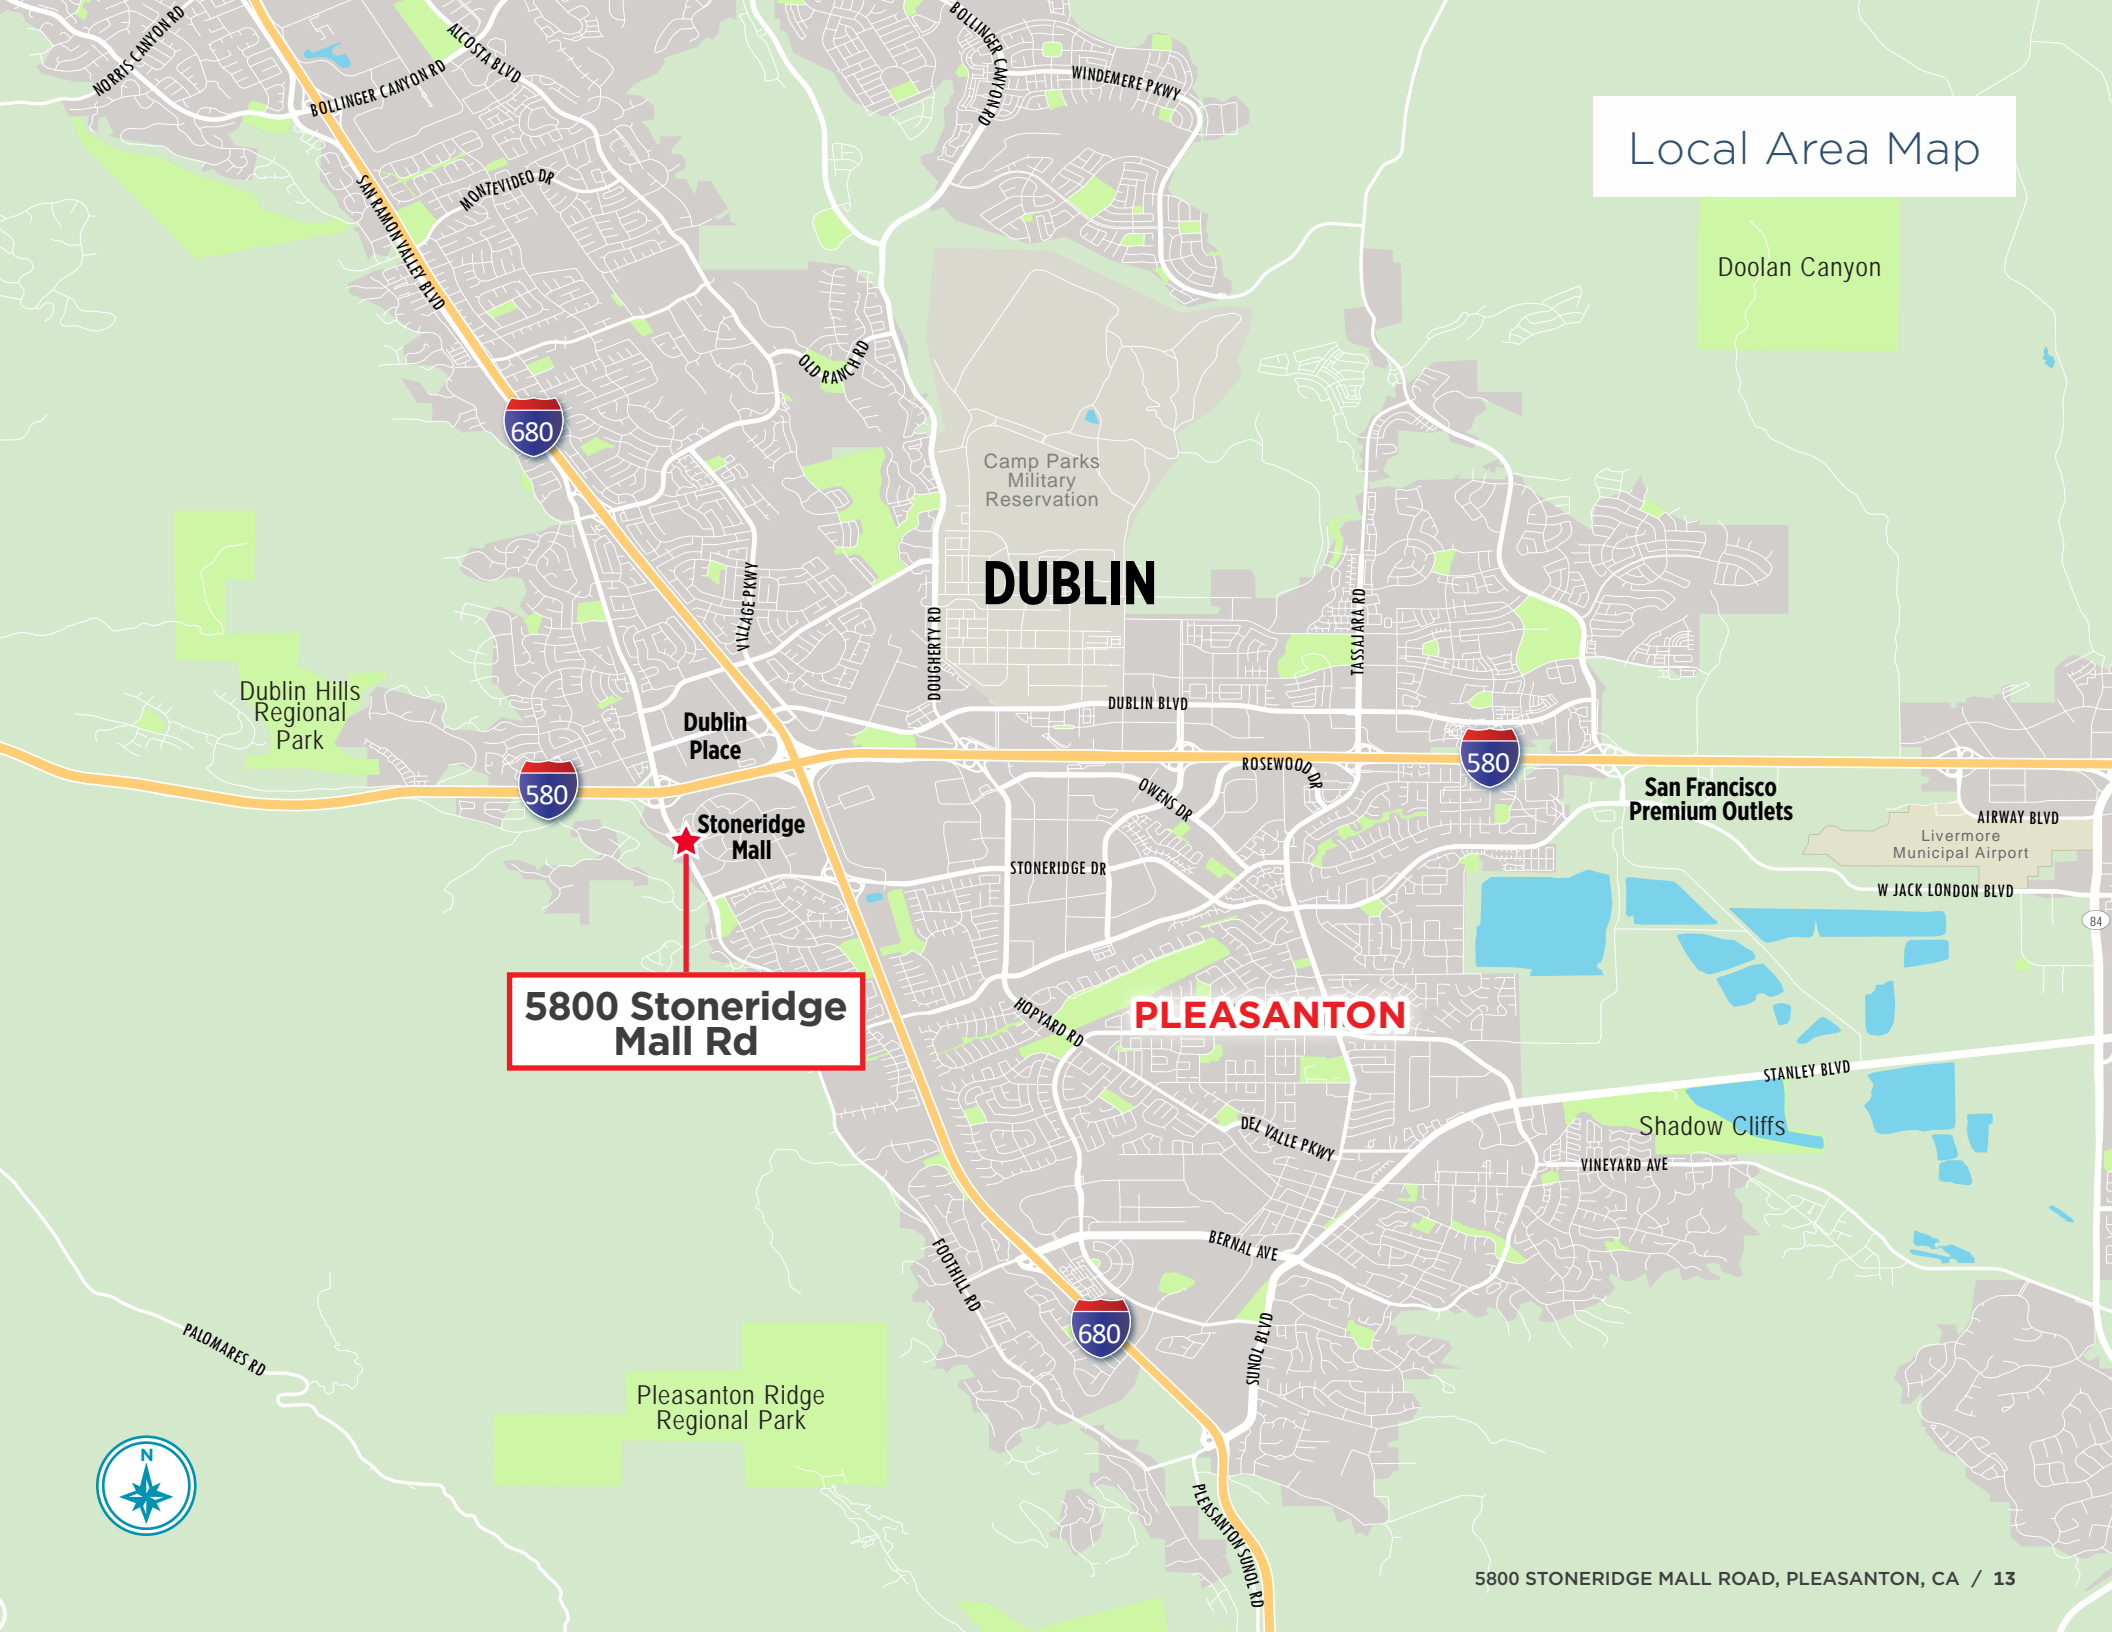 NORRIS CANYON RD
ALCOSTA BLVD
BOLLINGER CANYON RD
BOLLINGER CANYON RD
WINDEMERE PKWY
Local Area Map
SAN RAMON VALLEY BLVD
MONTEVIDEO DR
Doolan Canyon
OLD RANCH RD
680
Camp Parks
Military
Reservation
DUBLIN
VILLAGE PKWY
DOUGHERTY RD
TASSAJARA RD
Dublin Hills
Regional
Park
DUBLIN BLVD
Dublin
Place
580
ROSEWOOD DR
580
OWENS DR
San Francisco
Premium Outlets
AIRWAY BLVD
Livermore
Municipal Airport
Stoneridge
Mall
STONERIDGE DR
W JACK LONDON BLVD
84
5800 Stoneridge
Mall Rd
HOPYARD RD
PLEASANTON
STANLEY BLVD
DEL VALLE PKWY
Shadow Cliffs
VINEYARD AVE
BERNAL AVE
FOOTHILL RD
680
SUNOL BLVD
PALOMARES RD
Pleasanton Ridge
Regional Park
N
PLEASANTON SUNOL RD
5800 STONERIDGE MALL ROAD, PLEASANTON, CA / 13